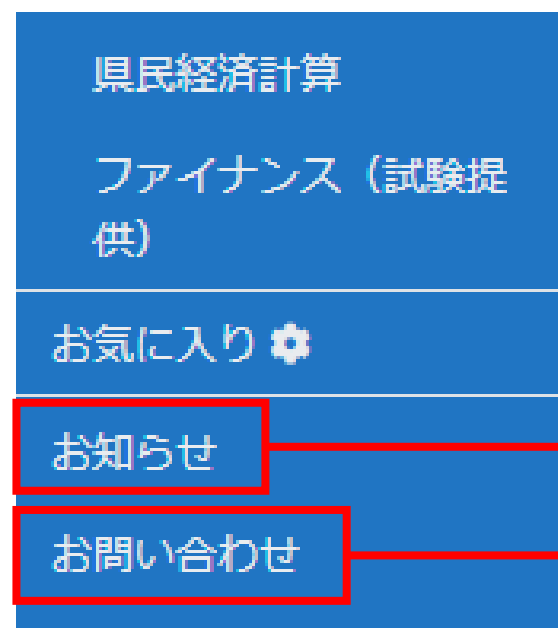 県民経済計算
ファイナンス（試験提
供）
お気に入り
お知らせ
お問い合わせ